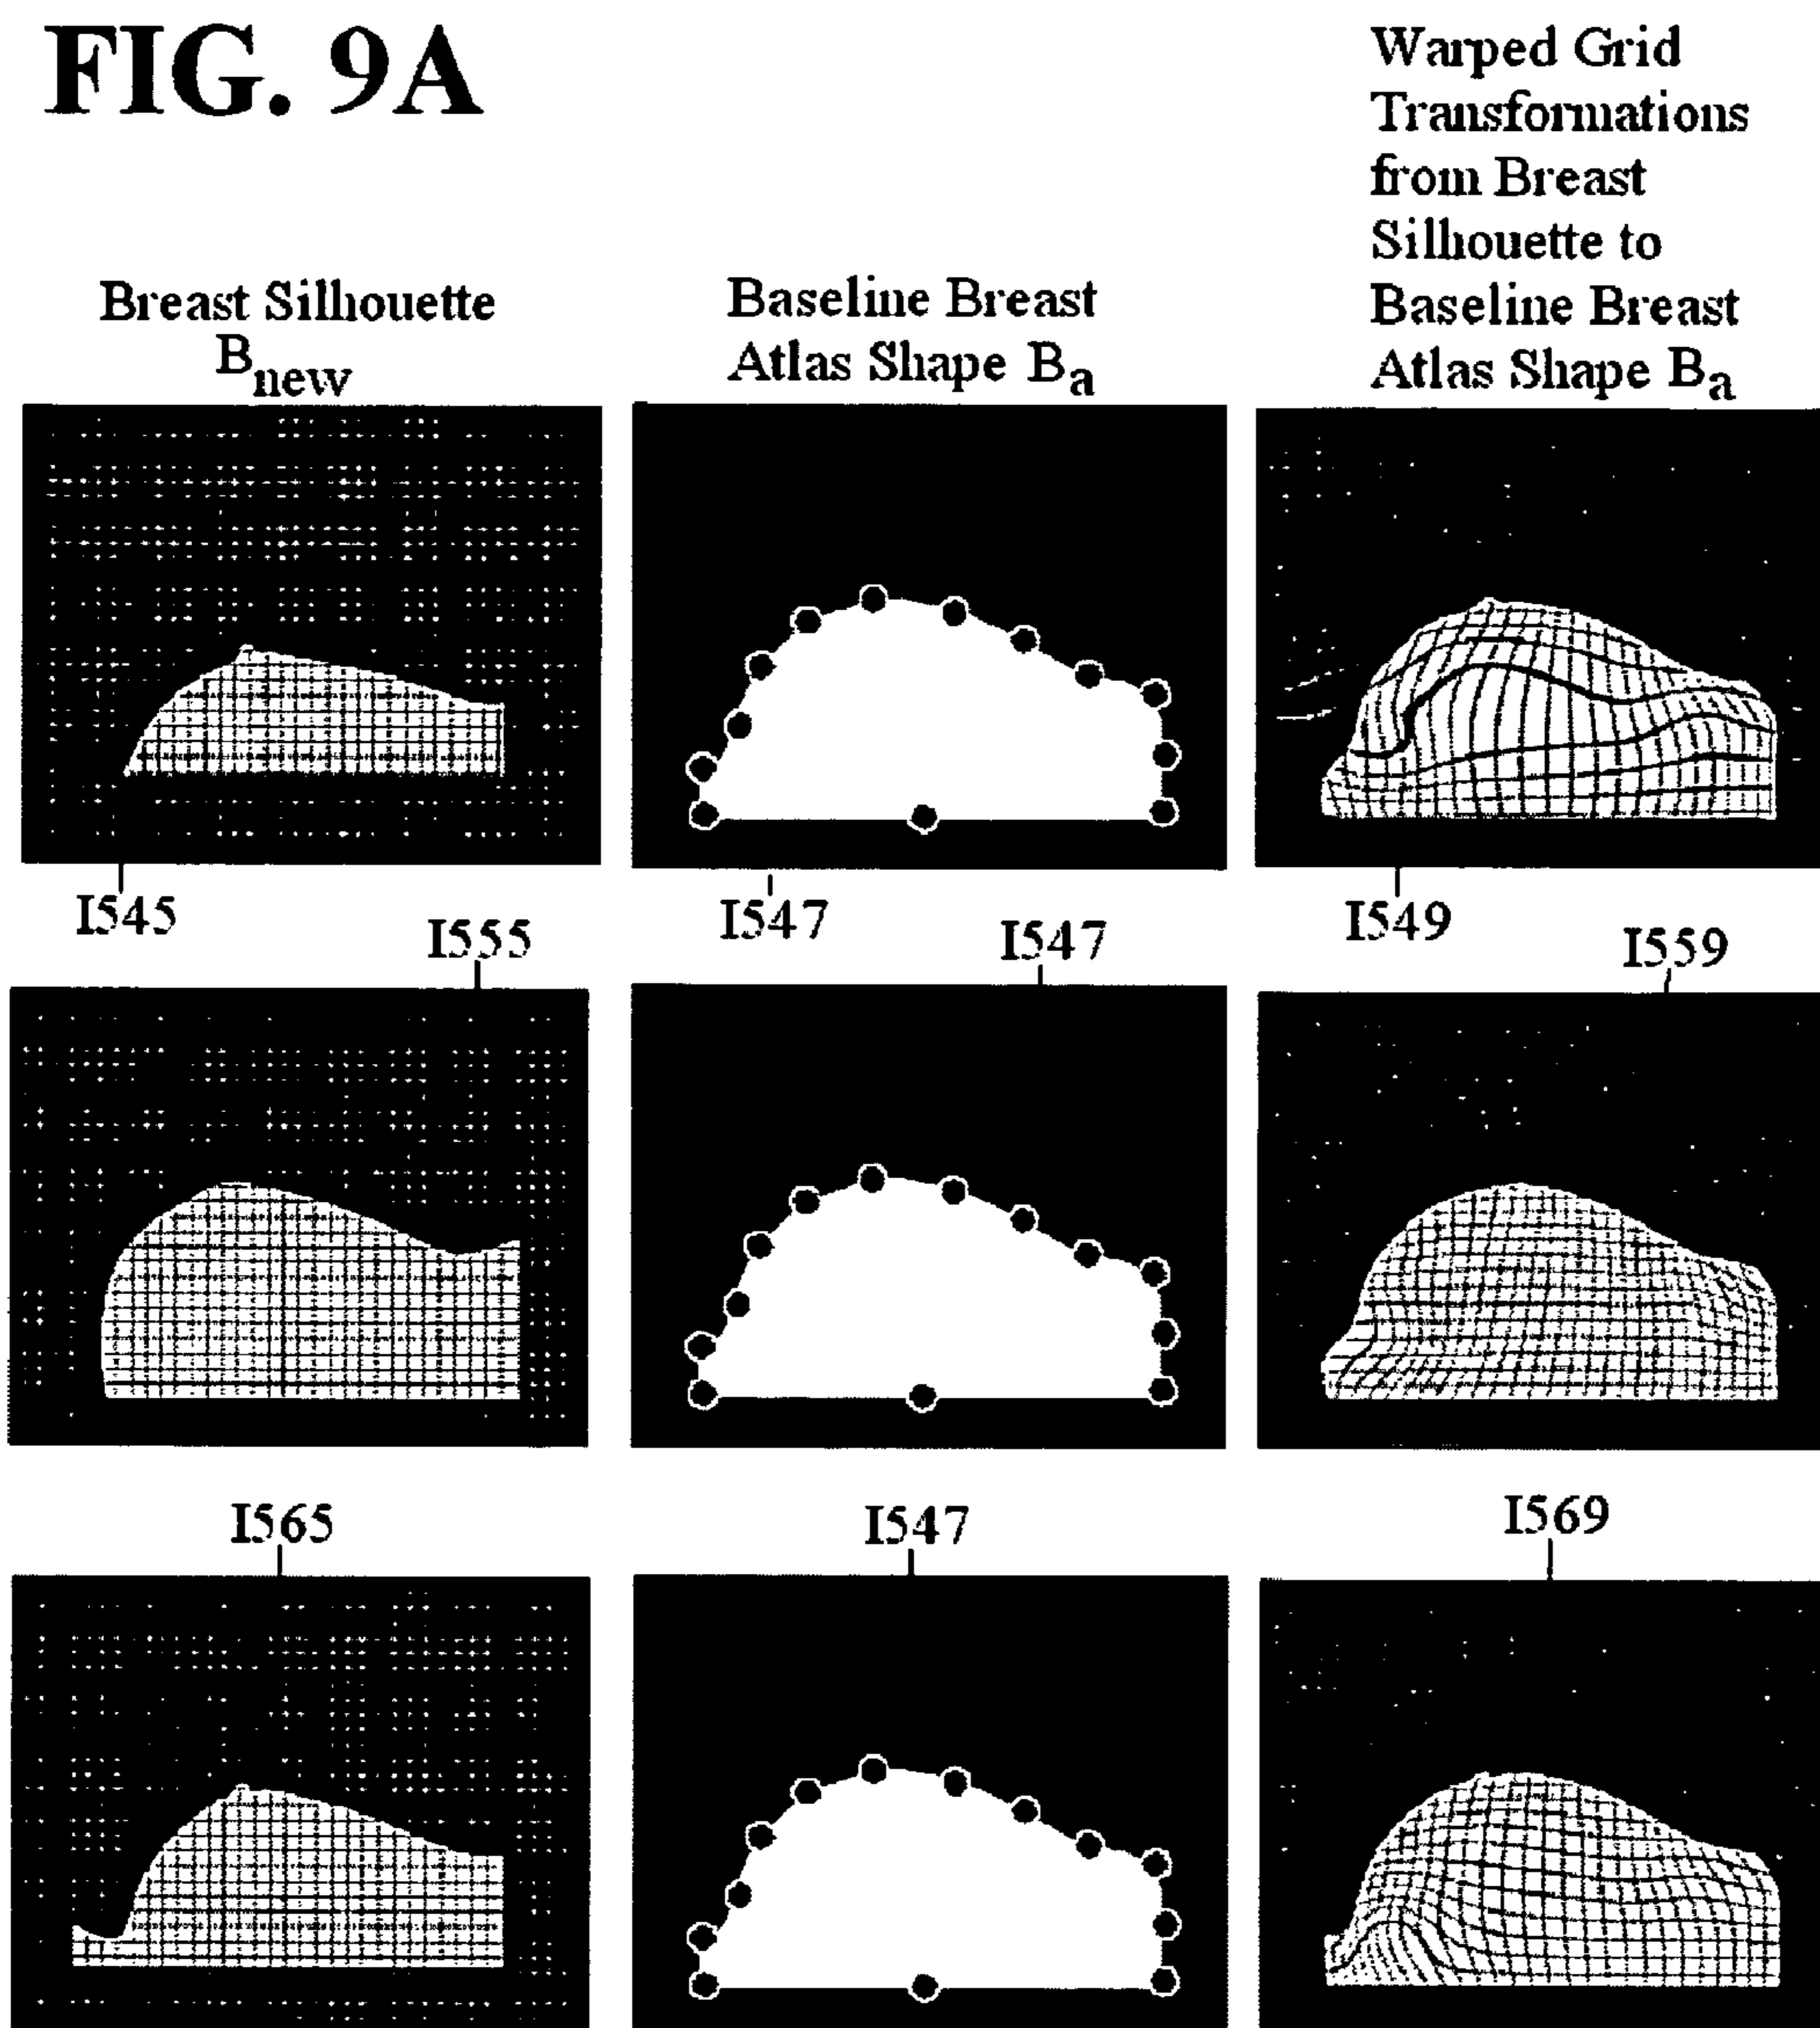 FIG. 9A
Breast Silhouette
B_new
Baseline Breast
Atlas Shape B_a
Warped Grid
Transformations
from Breast
Silhouette to
Baseline Breast
Atlas Shape B_a
I545
I547
I549
I555
I547
I559
I565
I547
I569